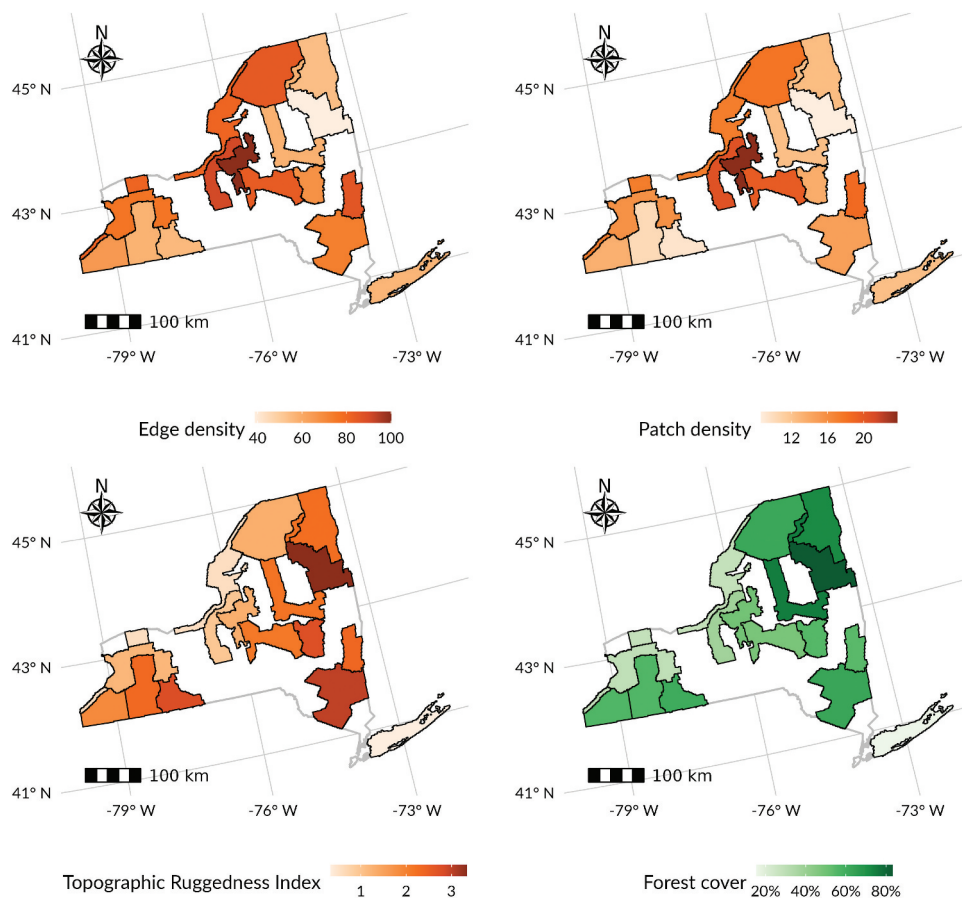 N
N
45° N
45° N
43° N
43° N
100 km
100 km
41° N
41° N
-79° W
-76° W
-73° W
-79° W
-76° W
-73° W
Edge density
40 60 80 100
Patch density
12 16 20
N
N
45° N
45° N
43° N
43° N
100 km
100 km
41° N
41° N
-79° W
-76° W
-73° W
-79° W
-76° W
-73° W
Topographic Ruggedness Index
1 2 3
Forest cover
20% 40% 60% 80%